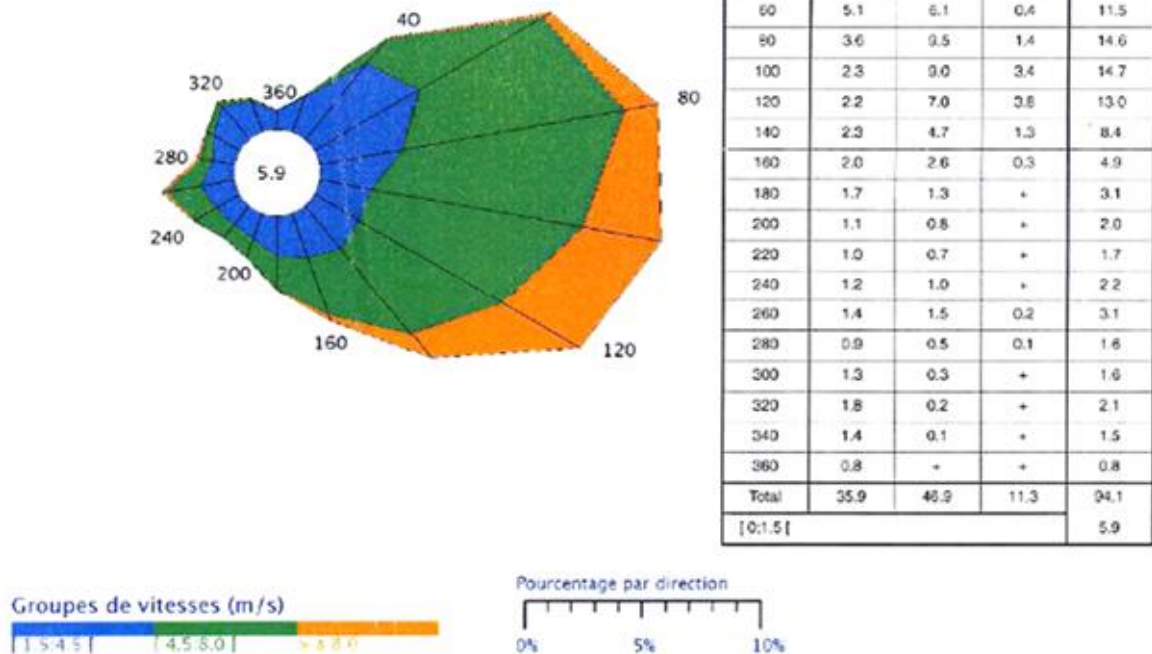 40
320
360
80
280
5.9
240
200
160
120
60 5.1 6.1 0.4 11.5
80 3.6 9.5 1.4 14.6
100 2.3 9.0 3.4 14.7
120 2.2 7.0 3.8 13.0
140 2.3 4.7 1.3 8.4
160 2.0 2.6 0.3 4.9
180 1.7 1.3 + 3.1
200 1.1 0.8 + 2.0
220 1.0 0.7 + 1.7
240 1.2 1.0 + 2.2
260 1.4 1.5 0.2 3.1
280 0.9 0.5 0.1 1.6
300 1.3 0.3 + 1.6
320 1.8 0.2 + 2.1
340 1.4 0.1 + 1.5
360 0.8 + + 0.8
Total 35.9 46.9 11.3 94.1
[ 0;1.5 [ 5.9
Groupes de vitesses (m/s)
[ 1.5;4.5 [ [ 4.5;8.0 [
Pourcentage par direction
0% 5% 10%